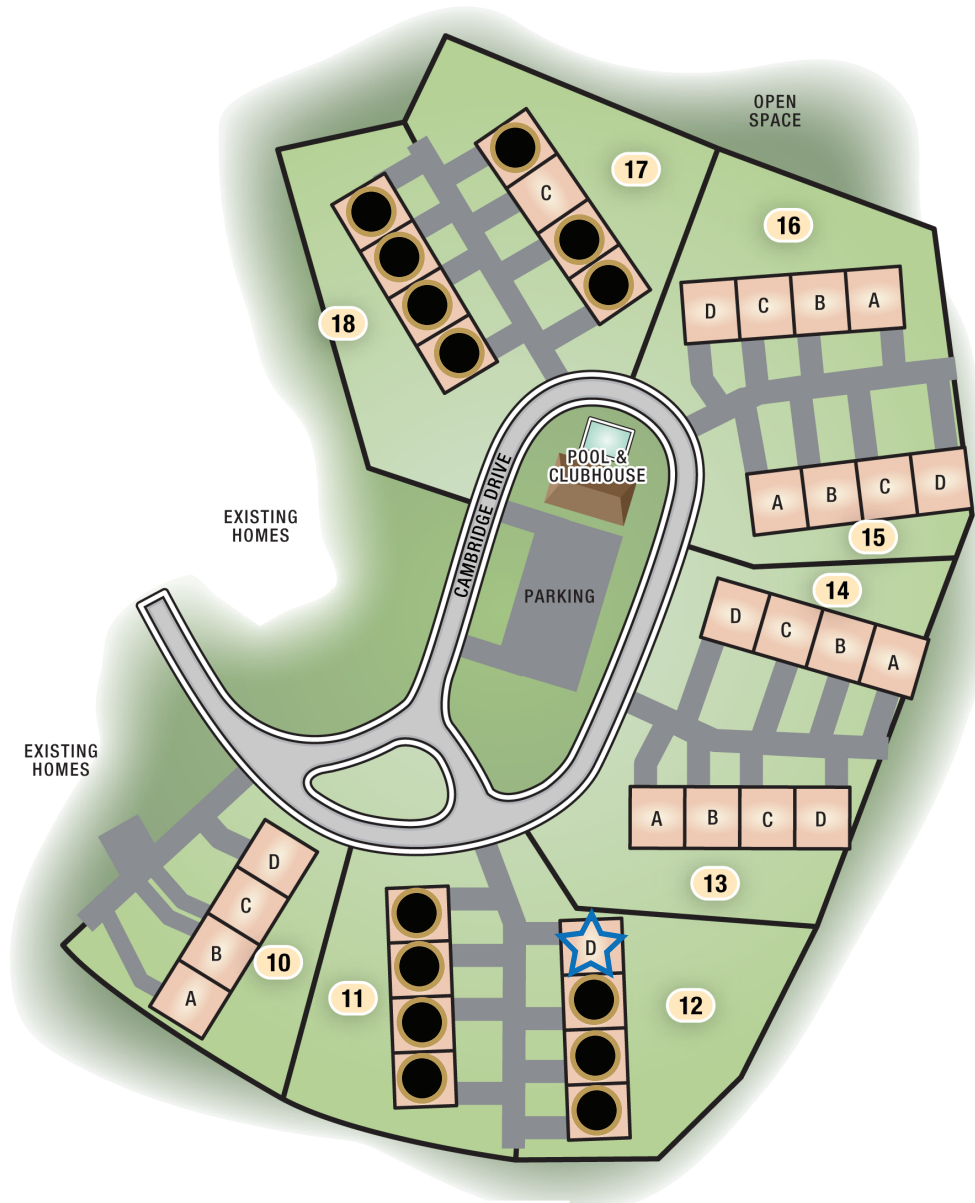 OPEN
SPACE
17
C
16
D C B A
18
POOL &
CLUBHOUSE
CAMBRIDGE DRIVE
A B C D
15
EXISTING
HOMES
14
PARKING
D C B A
EXISTING
HOMES
A B C D
13
D
C
B
A
10
11
D
12